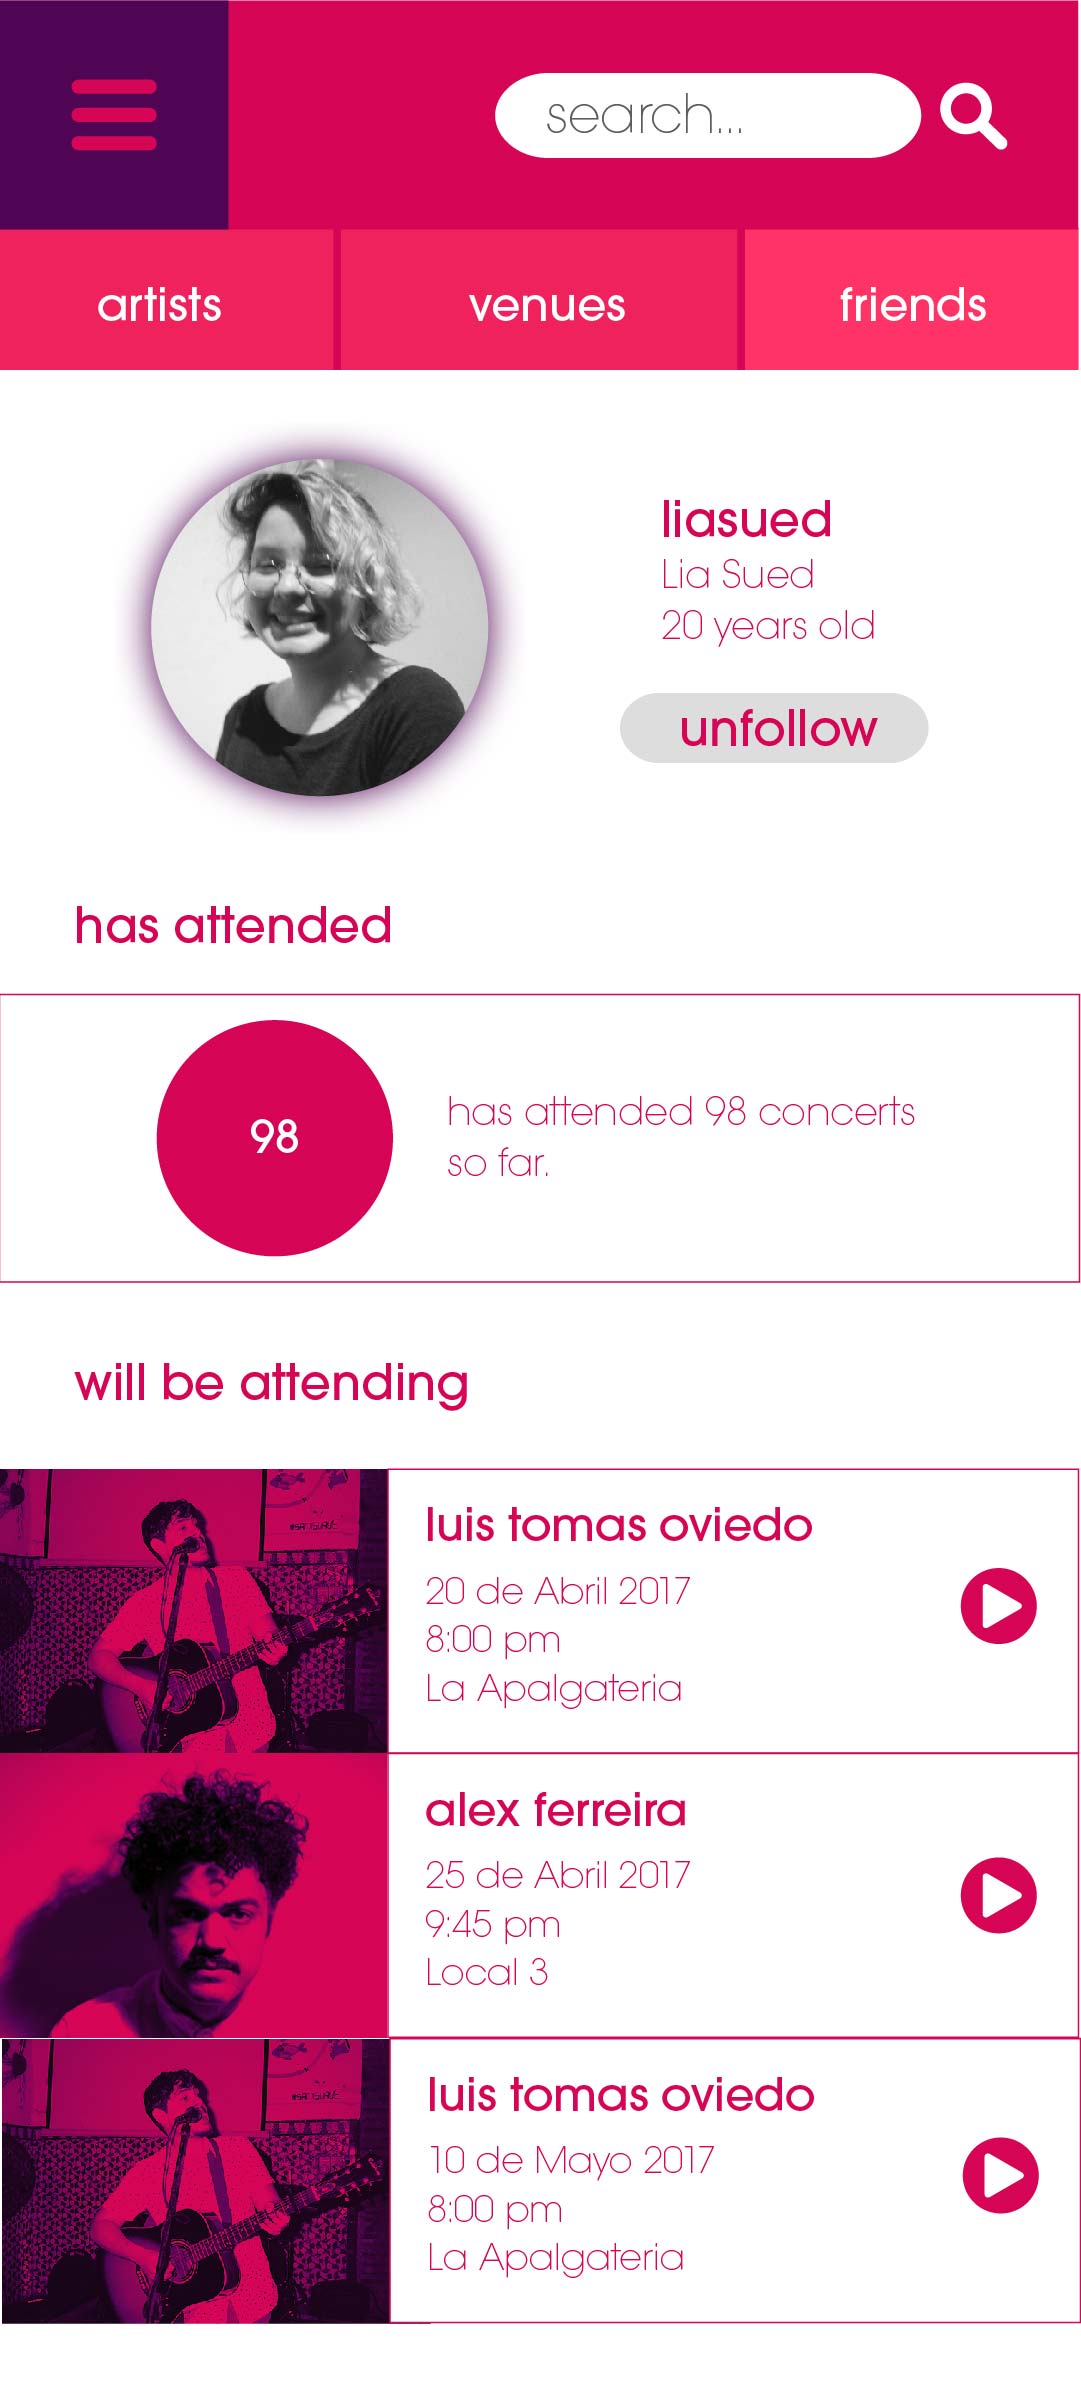 search...
artists
venues
friends
liasued
Lia Sued
20 years old
unfollow
has attended
98
has attended 98 concerts
so far.
will be attending
luis tomas oviedo
20 de Abril 2017
8:00 pm
La Apalgateria
alex ferreira
25 de Abril 2017
9:45 pm
Local 3
luis tomas oviedo
10 de Mayo 2017
8:00 pm
La Apalgateria